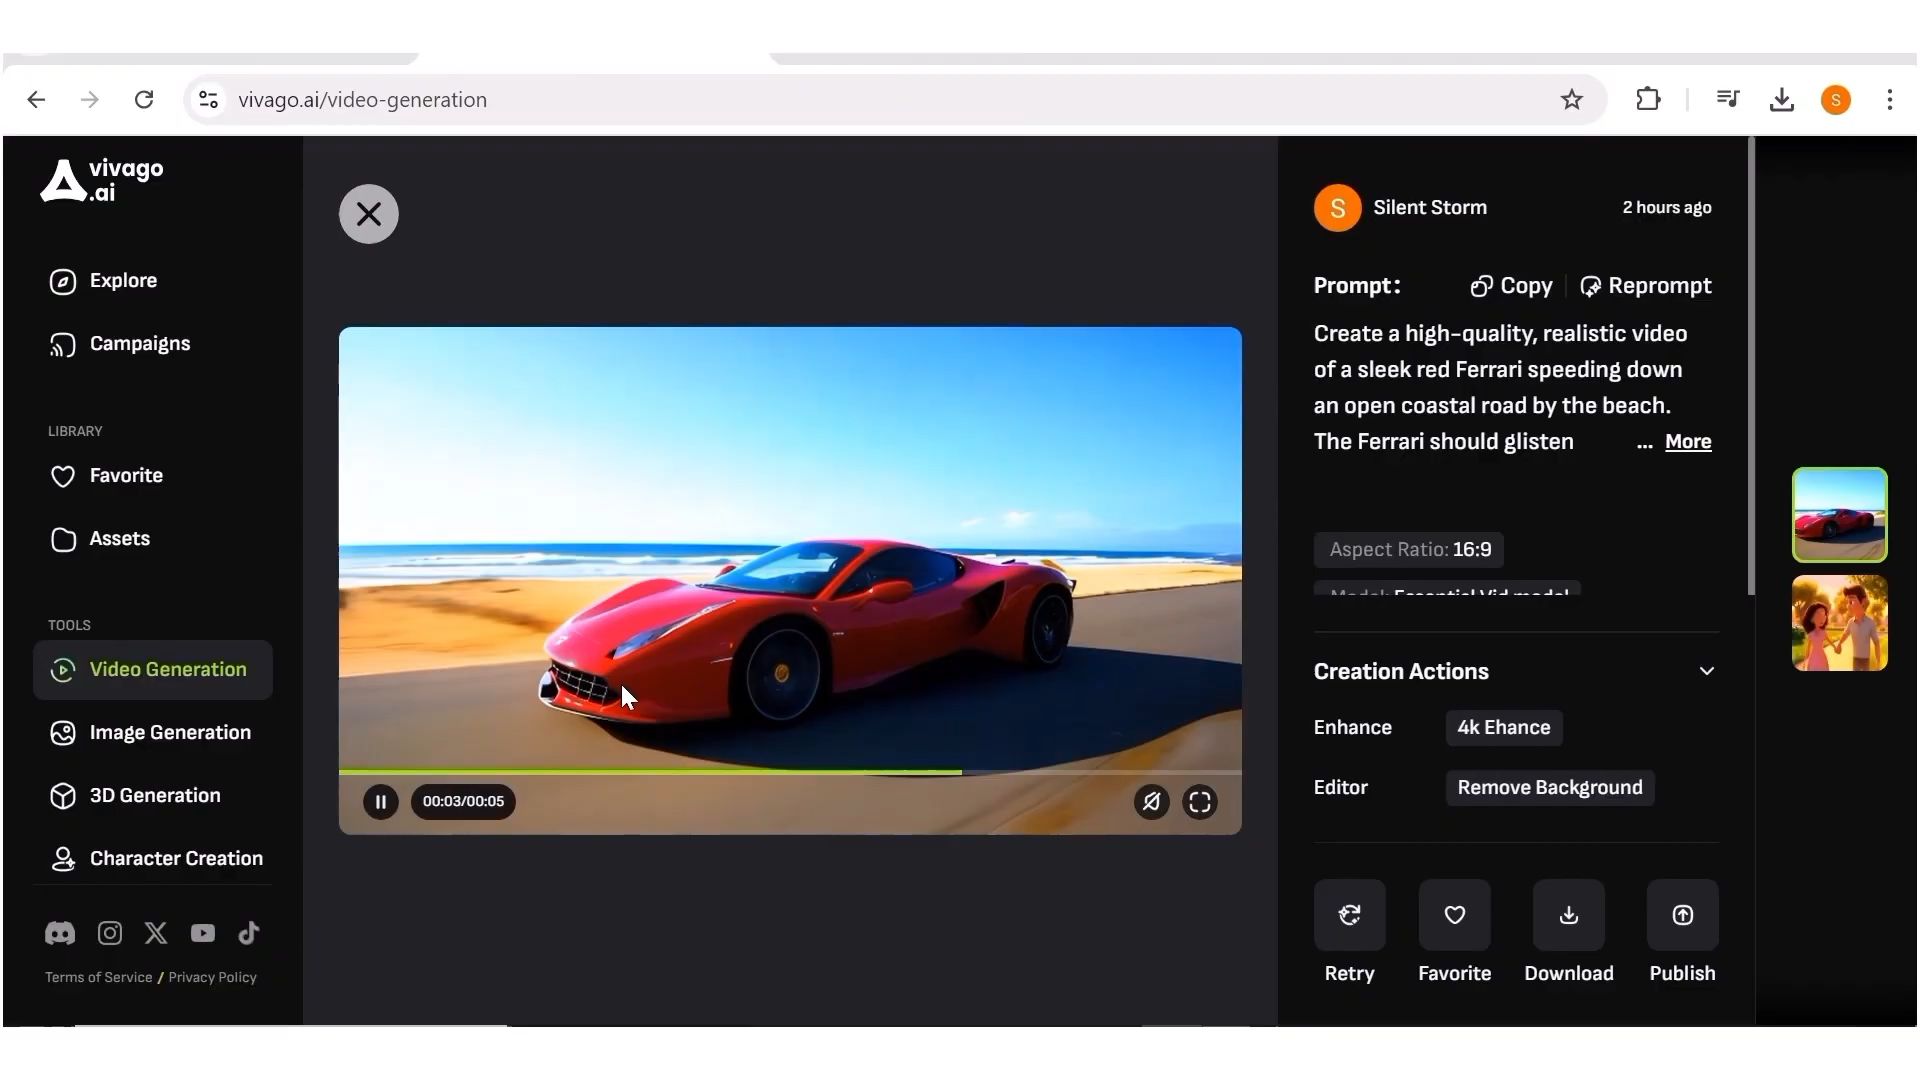 vivago.ai/video-generation
S
vivago
.ai
Explore
Campaigns
LIBRARY
Favorite
Assets
TOOLS
Video Generation
Image Generation
3D Generation
Character Creation
Terms of Service / Privacy Policy
00:03/00:05
S Silent Storm 2 hours ago
Prompt: Copy Reprompt
Create a high-quality, realistic video
of a sleek red Ferrari speeding down
an open coastal road by the beach.
The Ferrari should glisten ... More
Aspect Ratio: 16:9
Model: Essential Vid model
Creation Actions
Enhance 4k Ehance
Editor Remove Background
Retry Favorite Download Publish